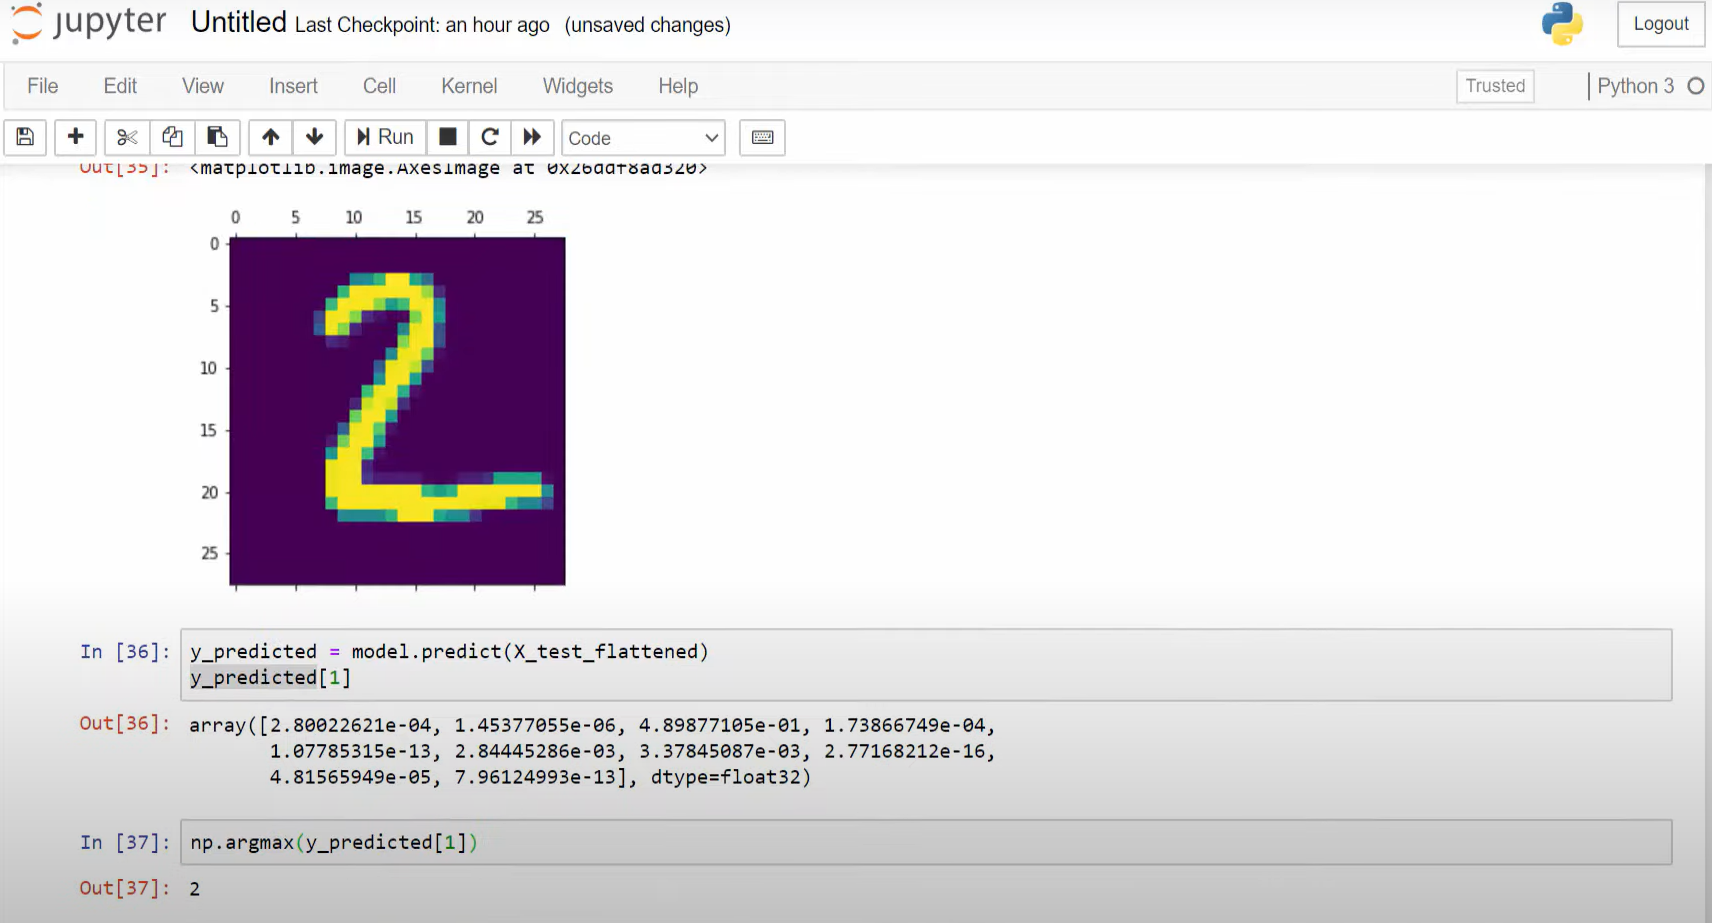 jupyter Untitled Last Checkpoint: an hour ago (unsaved changes) Logout
File Edit View Insert Cell Kernel Widgets Help Trusted Python 3
Run Code
Out[35]: <matplotlib.image.AxesImage at 0x26ddf8ad320>
0 5 10 15 20 25
0
5
10
15
20
25
In [36]: y_predicted = model.predict(X_test_flattened)
y_predicted[1]
Out[36]: array([2.80022621e-04, 1.45377055e-06, 4.89877105e-01, 1.73866749e-04,
1.07785315e-13, 2.84445286e-03, 3.37845087e-03, 2.77168212e-16,
4.81565949e-05, 7.96124993e-13], dtype=float32)
In [37]: np.argmax(y_predicted[1])
Out[37]: 2